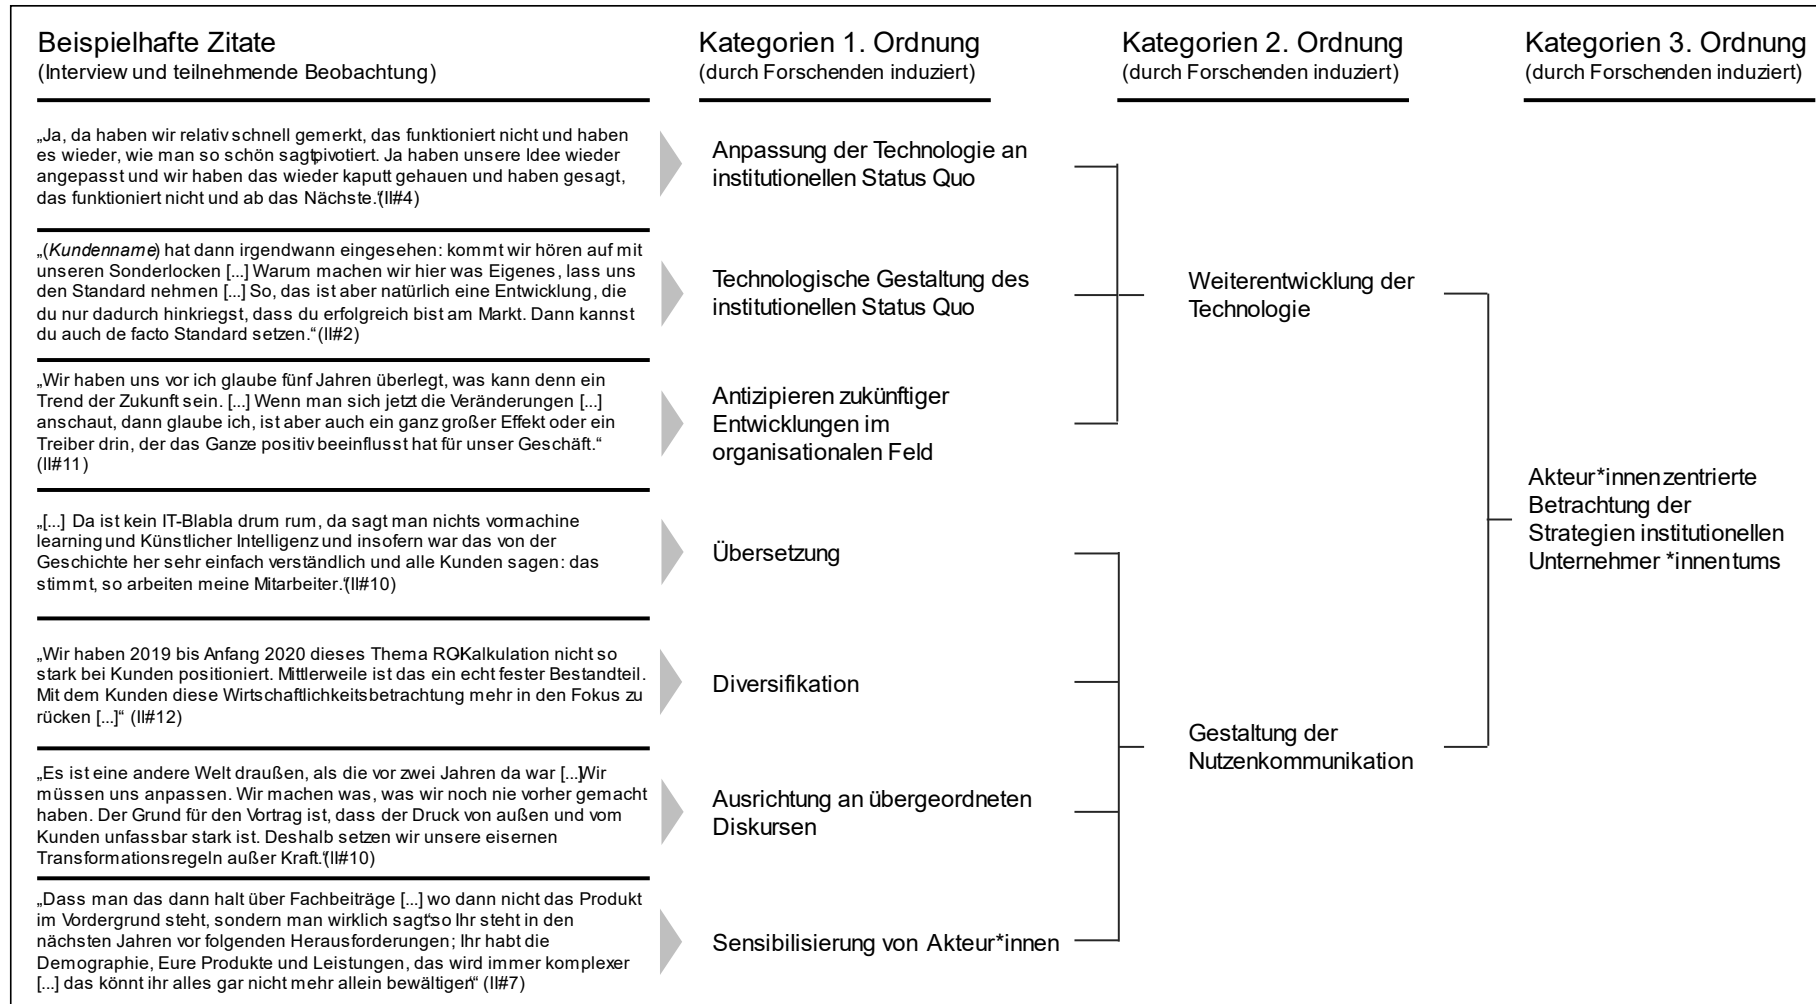 Beispielhafte Zitate
(Interview und teilnehmende Beobachtung)
Kategorien 1. Ordnung
(durch Forschenden induziert)
Kategorien 2. Ordnung
(durch Forschenden induziert)
Kategorien 3. Ordnung
(durch Forschenden induziert)
„Ja, da haben wir relativ schnell gemerkt, das funktioniert nicht und haben
es wieder, wie man so schön sagt, pivotiert. Ja haben unsere Idee wieder
angepasst und wir haben das wieder kaputt gehauen und haben gesagt,
das funktioniert nicht und ab das Nächste.“ (II#4)
Anpassung der Technologie an
institutionellen Status Quo
„(Kundenname) hat dann irgendwann eingesehen: kommt wir hören auf mit
unseren Sonderlocken [...] Warum machen wir hier was Eigenes, lass uns
den Standard nehmen [...] So, das ist aber natürlich eine Entwicklung, die
du nur dadurch hinkriegst, dass du erfolgreich bist am Markt. Dann kannst
du auch de facto Standard setzen.“ (II#2)
Technologische Gestaltung des
institutionellen Status Quo
„Wir haben uns vor ich glaube fünf Jahren überlegt, was kann denn ein
Trend der Zukunft sein. [...] Wenn man sich jetzt die Veränderungen [...]
anschaut, dann glaube ich, ist aber auch ein ganz großer Effekt oder ein
Treiber drin, der das Ganze positiv beeinflusst hat für unser Geschäft.“
(II#11)
Antizipieren zukünftiger
Entwicklungen im
organisationalen Feld
Weiterentwicklung der
Technologie
„[...] Da ist kein IT-Blabla drum rum, da sagt man nichts von machine
learning und Künstlicher Intelligenz und insofern war das von der
Geschichte her sehr einfach verständlich und alle Kunden sagen: das
stimmt, so arbeiten meine Mitarbeiter.“ (II#10)
Übersetzung
„Wir haben 2019 bis Anfang 2020 dieses Thema ROI-Kalkulation nicht so
stark bei Kunden positioniert. Mittlerweile ist das ein echt fester Bestandteil.
Mit dem Kunden diese Wirtschaftlichkeitsbetrachtung mehr in den Fokus zu
rücken [...]“ (II#12)
Diversifikation
„Es ist eine andere Welt draußen, als die vor zwei Jahren da war [...] Wir
müssen uns anpassen. Wir machen was, was wir noch nie vorher gemacht
haben. Der Grund für den Vortrag ist, dass der Druck von außen und vom
Kunden unfassbar stark ist. Deshalb setzen wir unsere eisernen
Transformationsregeln außer Kraft.“ (II#10)
Ausrichtung an übergeordneten
Diskursen
„Dass man das dann halt über Fachbeiträge [...] wo dann nicht das Produkt
im Vordergrund steht, sondern man wirklich sagt ‘so Ihr steht in den
nächsten Jahren vor folgenden Herausforderungen; Ihr habt die
Demographie, Eure Produkte und Leistungen, das wird immer komplexer
[...] das könnt ihr alles gar nicht mehr allein bewältigen‘“ (II#7)
Sensibilisierung von Akteur*innen
Gestaltung der
Nutzenkommunikation
Akteur*innenzentrierte
Betrachtung der
Strategien institutionellen
Unternehmer*innentums